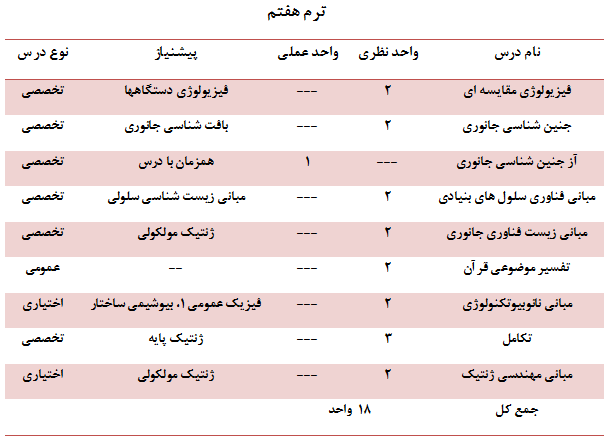 ترم هفتم
نام درس واحد نظری واحد عملی پیشنیاز نوع درس
فیزیولوژی مقایسه ای ۲ --- فیزیولوژی دستگاهها تخصصی
جنین شناسی جانوری ۲ --- بافت شناسی جانوری تخصصی
آز جنین شناسی جانوری --- ۱ همزمان با درس تخصصی
مبانی فناوری سلول های بنیادی ۲ --- مبانی زیست شناسی سلولی تخصصی
مبانی زیست فناوری جانوری ۲ --- ژنتیک مولکولی تخصصی
تفسیر موضوعی قرآن ۲ --- -- عمومی
مبانی نانوبیوتکنولوژی ۲ --- فیزیک عمومی ۱، بیوشیمی ساختار اختیاری
تکامل ۳ --- ژنتیک پایه تخصصی
مبانی مهندسی ژنتیک ۲ --- ژنتیک مولکولی اختیاری
جمع کل ۱۸ واحد